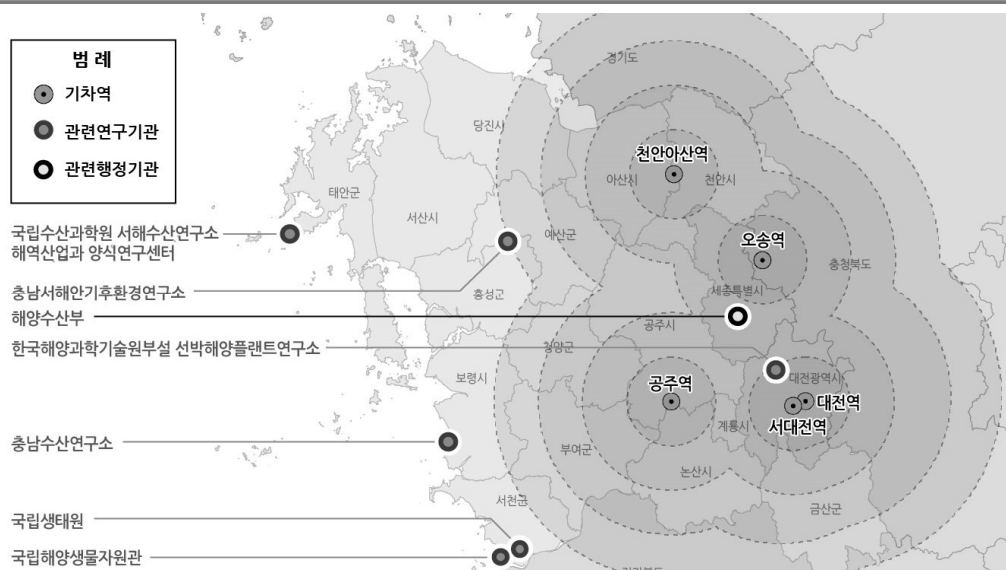 범 례
기차역
관련연구기관
관련행정기관
국립수산과학원 서해수산연구소
해역산업과 양식연구센터
충남서해안기후환경연구소
해양수산부
한국해양과학기술원부설 선박해양플랜트연구소
충남수산연구소
국립생태원
국립해양생물자원관
경기도
당진시
천안아산역
아산시
천안시
태안군
서산시
예산군
오송역
충청북도
세종특별시
홍성군
공주시
청양군
보령시
공주역
대전광역시
대전역
서대전역
계룡시
부여군
논산시
서천군
금산군